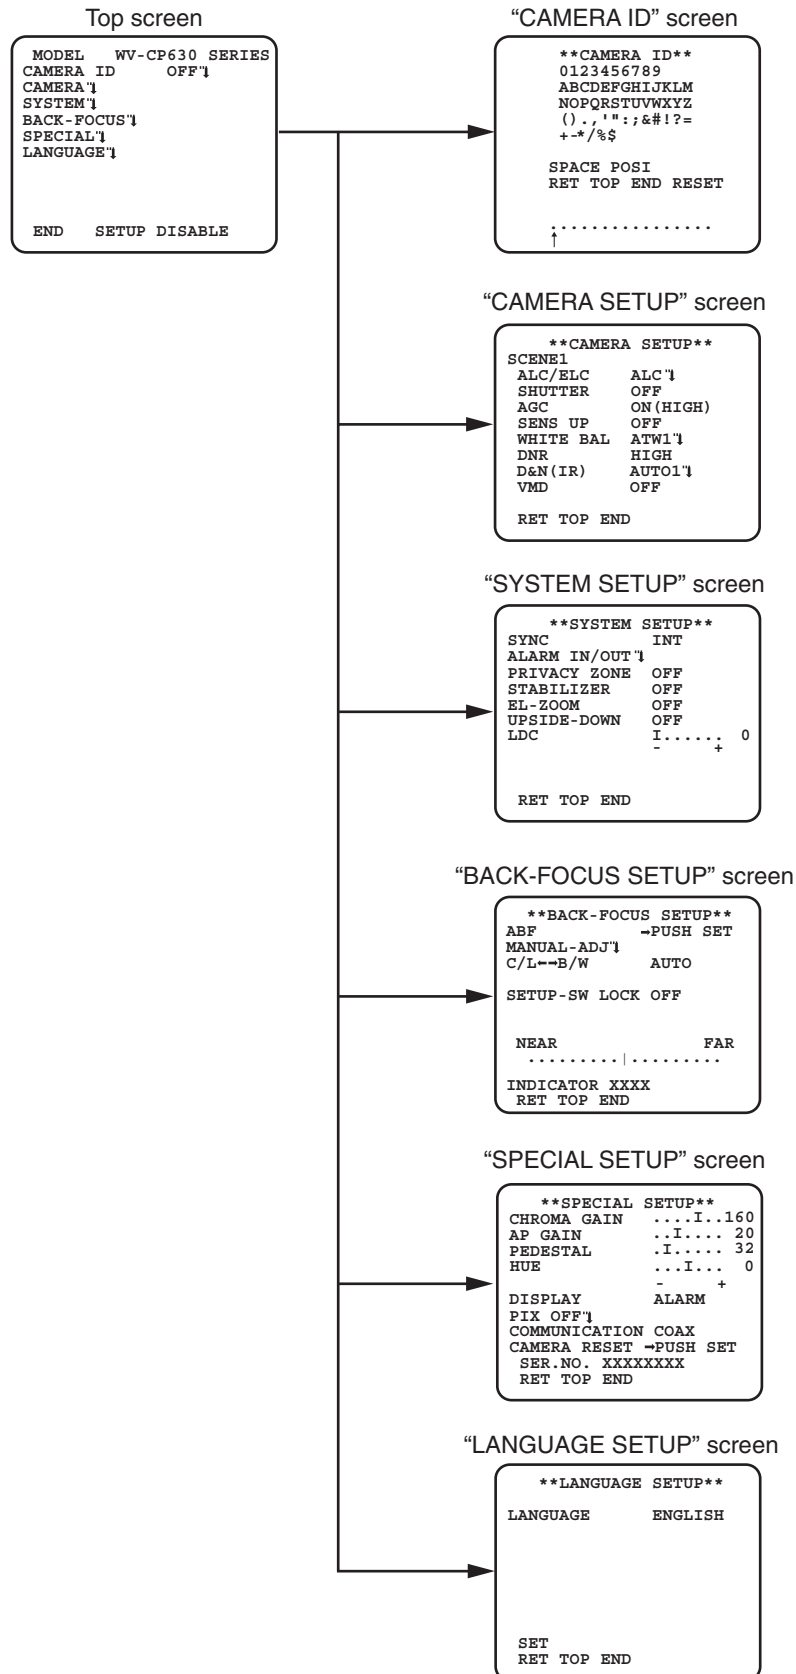 Top screen
MODEL WV-CP630 SERIES
CAMERA ID OFF
CAMERA
SYSTEM
BACK-FOCUS
SPECIAL
LANGUAGE
END SETUP DISABLE
“CAMERA ID” screen
**CAMERA ID**
0123456789
ABCDEFGHIJKLM
NOPQRSTUVWXYZ
().,'":;&#!?=
+-*/%$
SPACE POSI
RET TOP END RESET
................
↑
“CAMERA SETUP” screen
**CAMERA SETUP**
SCENE1
ALC/ELC ALC
SHUTTER OFF
AGC ON(HIGH)
SENS UP OFF
WHITE BAL ATW1
DNR HIGH
D&N(IR) AUTO1
VMD OFF
RET TOP END
“SYSTEM SETUP” screen
**SYSTEM SETUP**
SYNC INT
ALARM IN/OUT
PRIVACY ZONE OFF
STABILIZER OFF
EL-ZOOM OFF
UPSIDE-DOWN OFF
LDC I...... 0
- +
RET TOP END
“BACK-FOCUS SETUP” screen
**BACK-FOCUS SETUP**
ABF →PUSH SET
MANUAL-ADJ
C/L←→B/W AUTO
SETUP-SW LOCK OFF
NEAR FAR
.........|.........
INDICATOR XXXX
RET TOP END
“SPECIAL SETUP” screen
**SPECIAL SETUP**
CHROMA GAIN ....I..160
AP GAIN ..I.... 20
PEDESTAL .I..... 32
HUE ...I... 0
- +
DISPLAY ALARM
PIX OFF
COMMUNICATION COAX
CAMERA RESET →PUSH SET
SER.NO. XXXXXXXX
RET TOP END
“LANGUAGE SETUP” screen
**LANGUAGE SETUP**
LANGUAGE ENGLISH
SET
RET TOP END